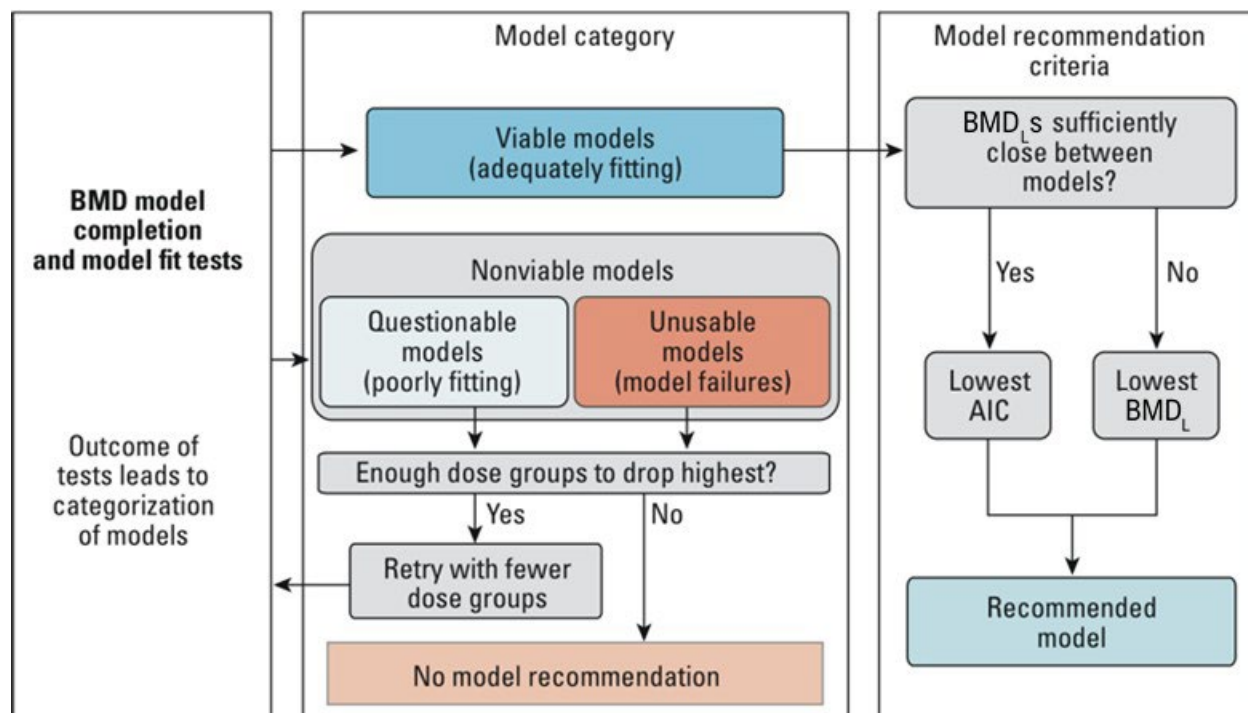 BMD model
completion
and model fit tests
Outcome of
tests leads to
categorization
of models
Model category
Viable models
(adequately fitting)
Nonviable models
Questionable
models
(poorly fitting)
Unusable
models
(model failures)
Enough dose groups to drop highest?
Yes
No
Retry with fewer
dose groups
No model recommendation
Model recommendation
criteria
BMDLs sufficiently
close between
models?
Yes
No
Lowest
AIC
Lowest
BMDL
Recommended
model